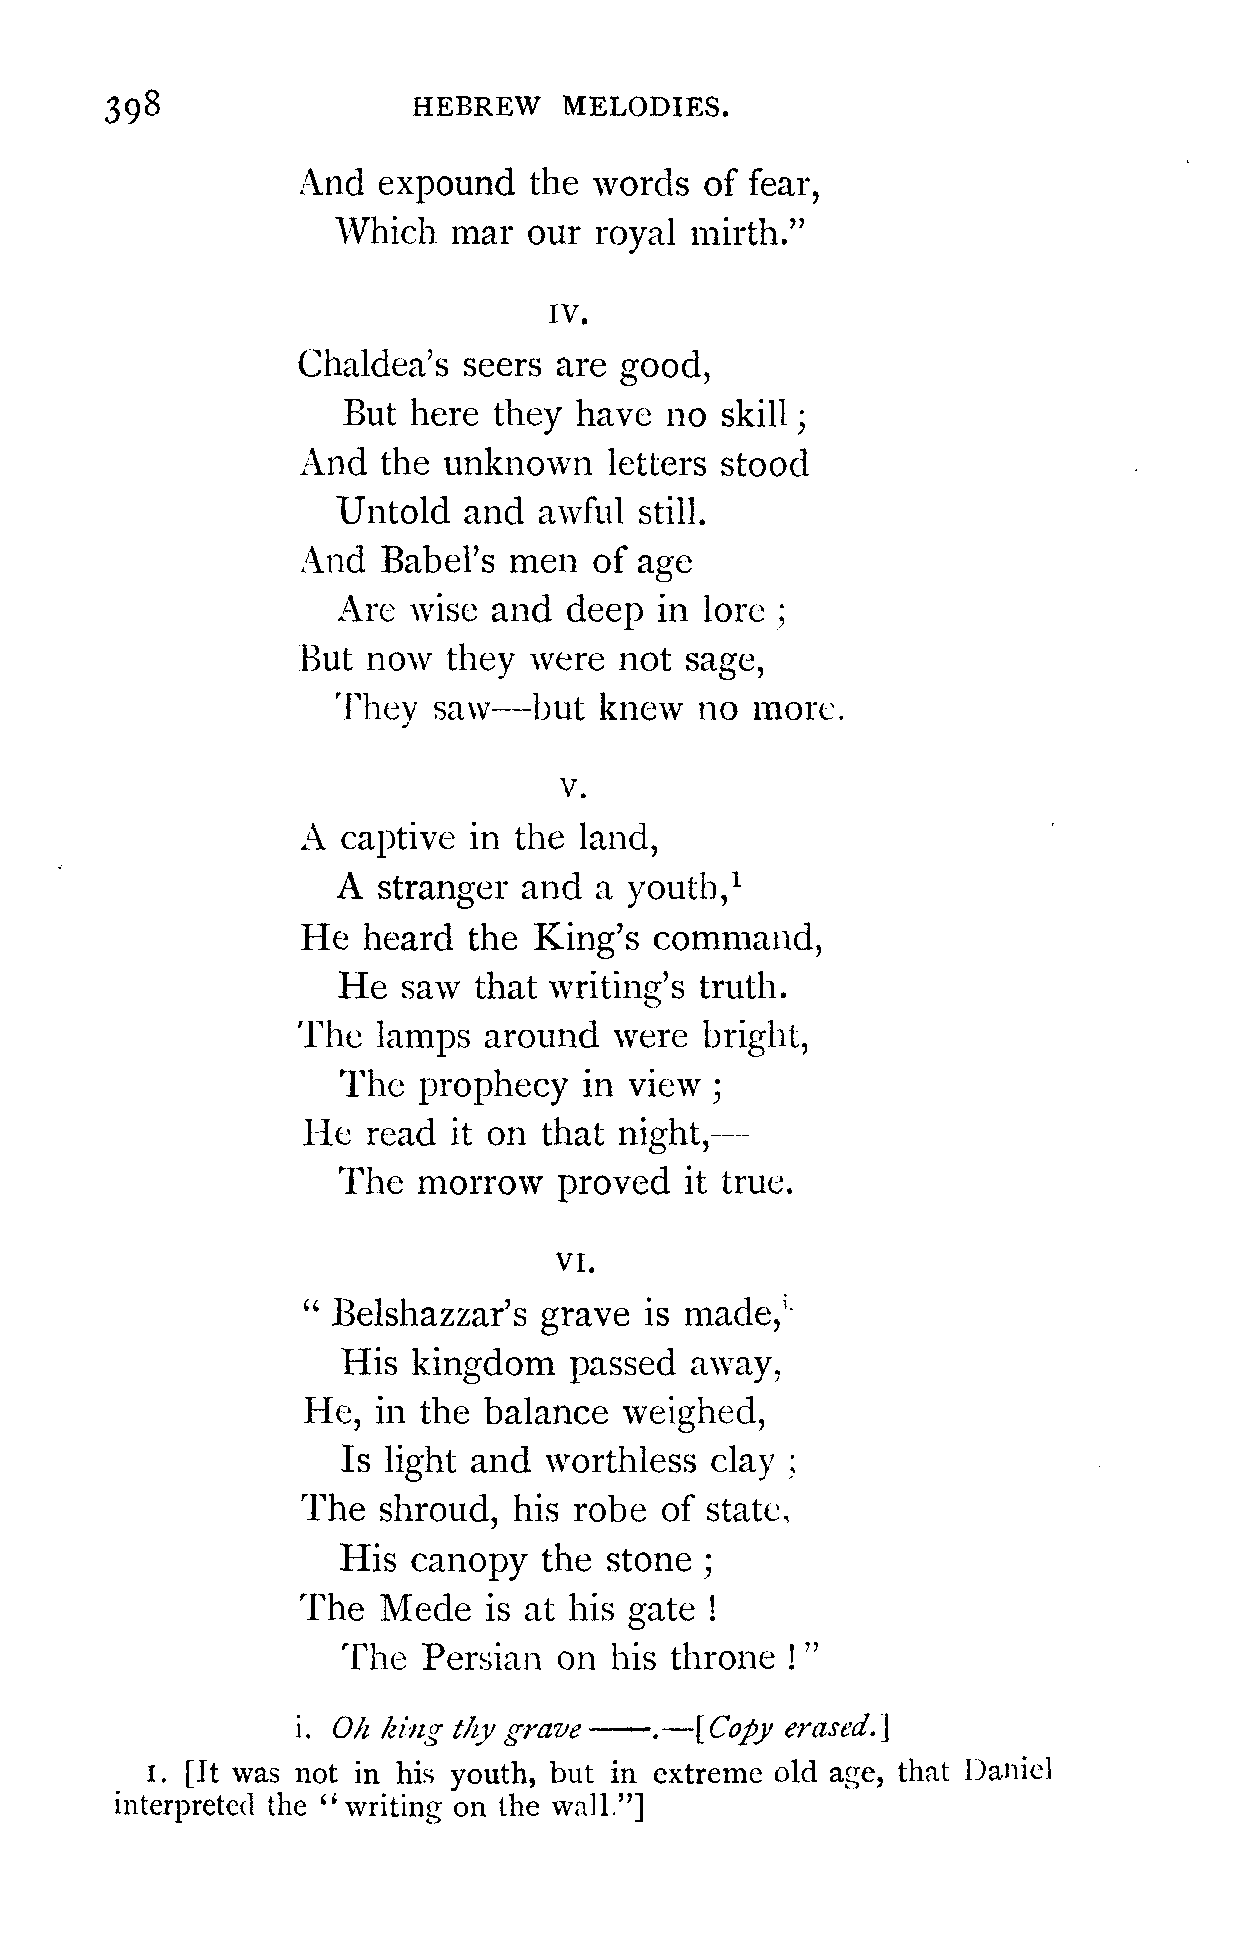 398 HEBREW MELODIES.
And expound the words of fear,
Which mar our royal mirth."
IV.
Chaldea's seers are good,
But here they have no skill ;
And the unknown letters stood
Untold and awful still.
And Babel's men of age
Are wise and deep in lore ;
But now they were not sage,
They saw—but knew no more.
V.
A captive in the land,
A stranger and a youth,¹
He heard the King's command,
He saw that writing's truth.
The lamps around were bright,
The prophecy in view ;
He read it on that night,—
The morrow proved it true.
VI.
" Belshazzar's grave is made,ⁱ·
His kingdom passed away,
He, in the balance weighed,
Is light and worthless clay ;
The shroud, his robe of state,
His canopy the stone ;
The Mede is at his gate !
The Persian on his throne ! "
i. Oh king thy grave ——.—[Copy erased.]
1. [It was not in his youth, but in extreme old age, that Daniel
interpreted the " writing on the wall."]